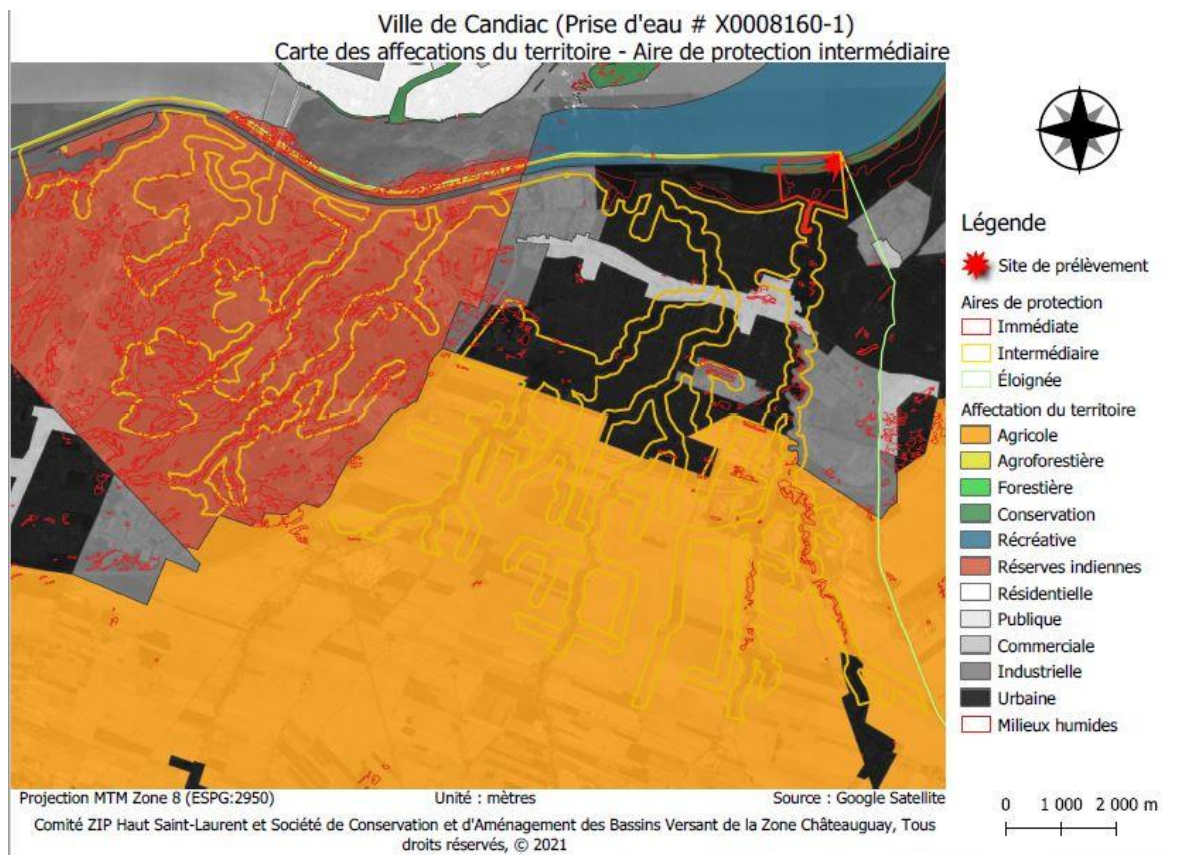 Ville de Candiac (Prise d'eau # X0008160-1)
Carte des affecations du territoire - Aire de protection intermédiaire
Légende
Site de prélèvement
Aires de protection
Immédiate
Intermédiaire
Éloignée
Affectation du territoire
Agricole
Agroforestière
Forestière
Conservation
Récréative
Réserves indiennes
Résidentielle
Publique
Commerciale
Industrielle
Urbaine
Milieux humides
Projection MTM Zone 8 (ESPG:2950) Unité : mètres Source : Google Satellite
0 1 000 2 000 m
Comité ZIP Haut Saint-Laurent et Société de Conservation et d'Aménagement des Bassins Versant de la Zone Châteauguay, Tous
droits réservés, © 2021